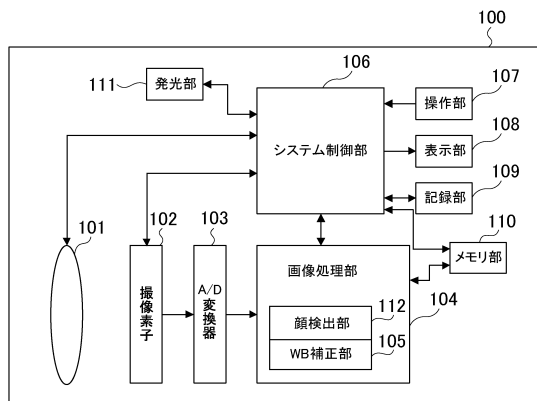 100
106
111
発光部
107
操作部
システム制御部
108
表示部
109
記録部
101
102
103
110
メモリ部
撮像素子
A/D
変換器
画像処理部
112
104
顔検出部
105
WB補正部